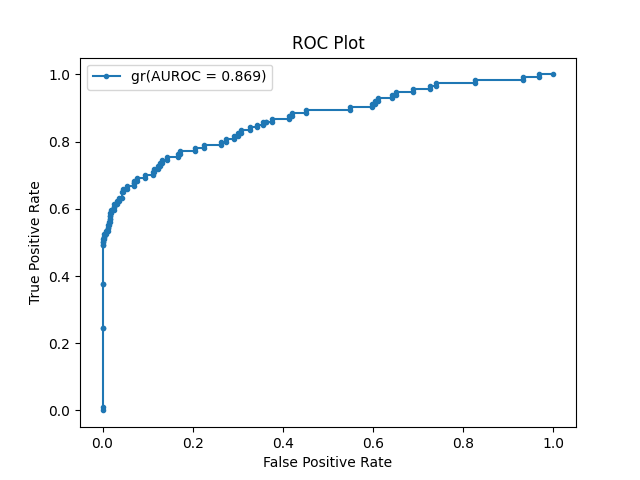 ROC Plot
gr(AUROC = 0.869)
True Positive Rate
1.0
0.8
0.6
0.4
0.2
0.0
0.0 0.2 0.4 0.6 0.8 1.0
False Positive Rate